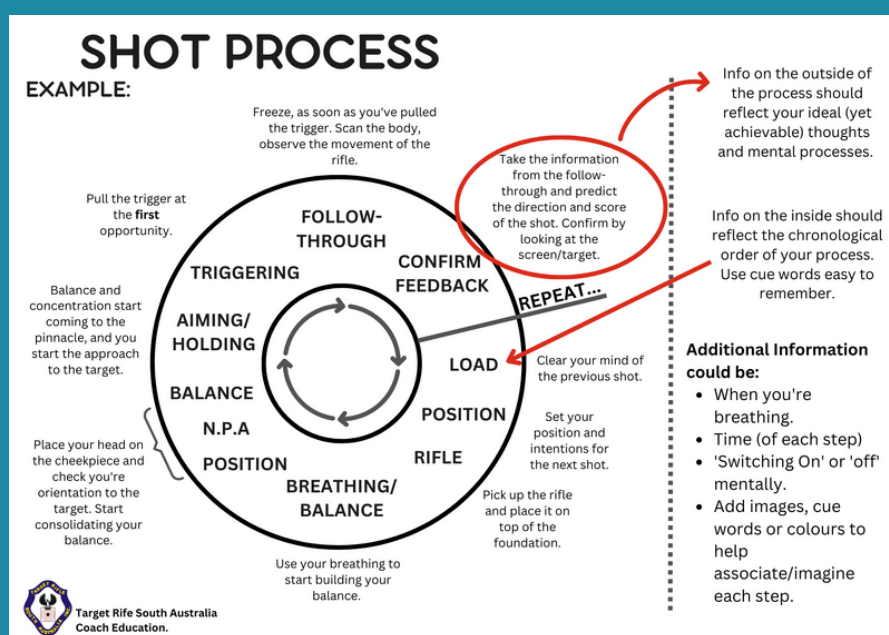 SHOT PROCESS
EXAMPLE:
Freeze, as soon as you've pulled
the trigger. Scan the body,
observe the movement of the
rifle.
Take the information
from the follow-
through and predict
the direction and score
of the shot. Confirm by
looking at the
screen/target.
Pull the trigger at
the first
opportunity.
Balance and
concentration start
coming to the
pinnacle, and you
start the approach
to the target.
Place your head on
the cheekpiece and
check you're
orientation to the
target. Start
consolidating your
balance.
FOLLOW-
THROUGH
CONFIRM
FEEDBACK
REPEAT...
LOAD
POSITION
RIFLE
BREATHING/
BALANCE
POSITION
N.P.A
BALANCE
AIMING/
HOLDING
TRIGGERING
Clear your mind of
the previous shot.
Set your
position and
intentions for
the next shot.
Pick up the rifle
and place it on
top of the
foundation.
Use your breathing to
start building your
balance.
Info on the outside of
the process should
reflect your ideal (yet
achievable) thoughts
and mental processes.
Info on the inside should
reflect the chronological
order of your process.
Use cue words easy to
remember.
Additional Information
could be:
• When you're
breathing.
• Time (of each step)
• 'Switching On' or 'off'
mentally.
• Add images, cue
words or colours to
help
associate/imagine
each step.
Target Rife South Australia
Coach Education.